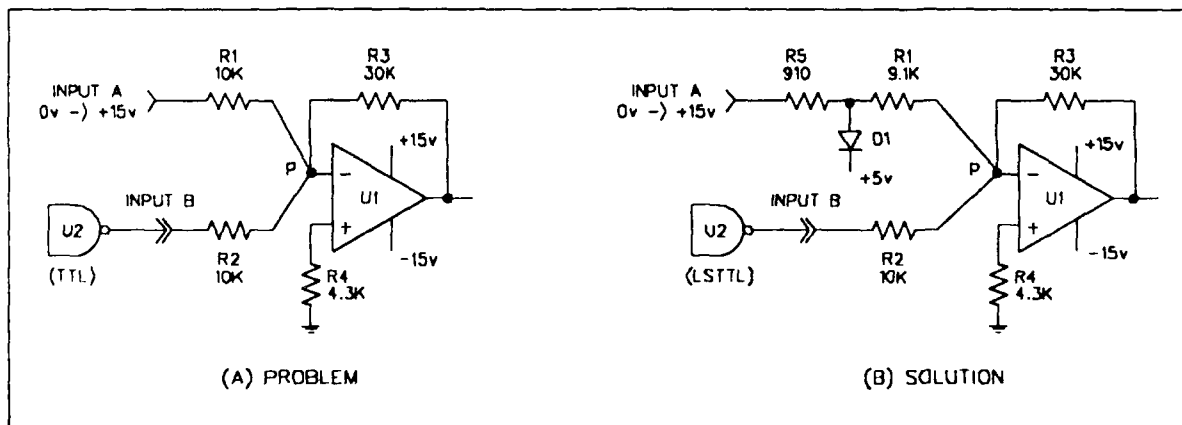 R1
10K
R3
30K
INPUT A
0v -) +15v
P
+15v
-
U1
+
-15v
INPUT B
U2
(TTL)
R2
10K
R4
4.3K
(A) PROBLEM
R5
910
R1
9.1K
R3
30K
INPUT A
0v -) +15v
D1
+5v
P
+15v
-
U1
+
-15v
INPUT B
U2
(LSTTL)
R2
10K
R4
4.3K
(B) SOLUTION